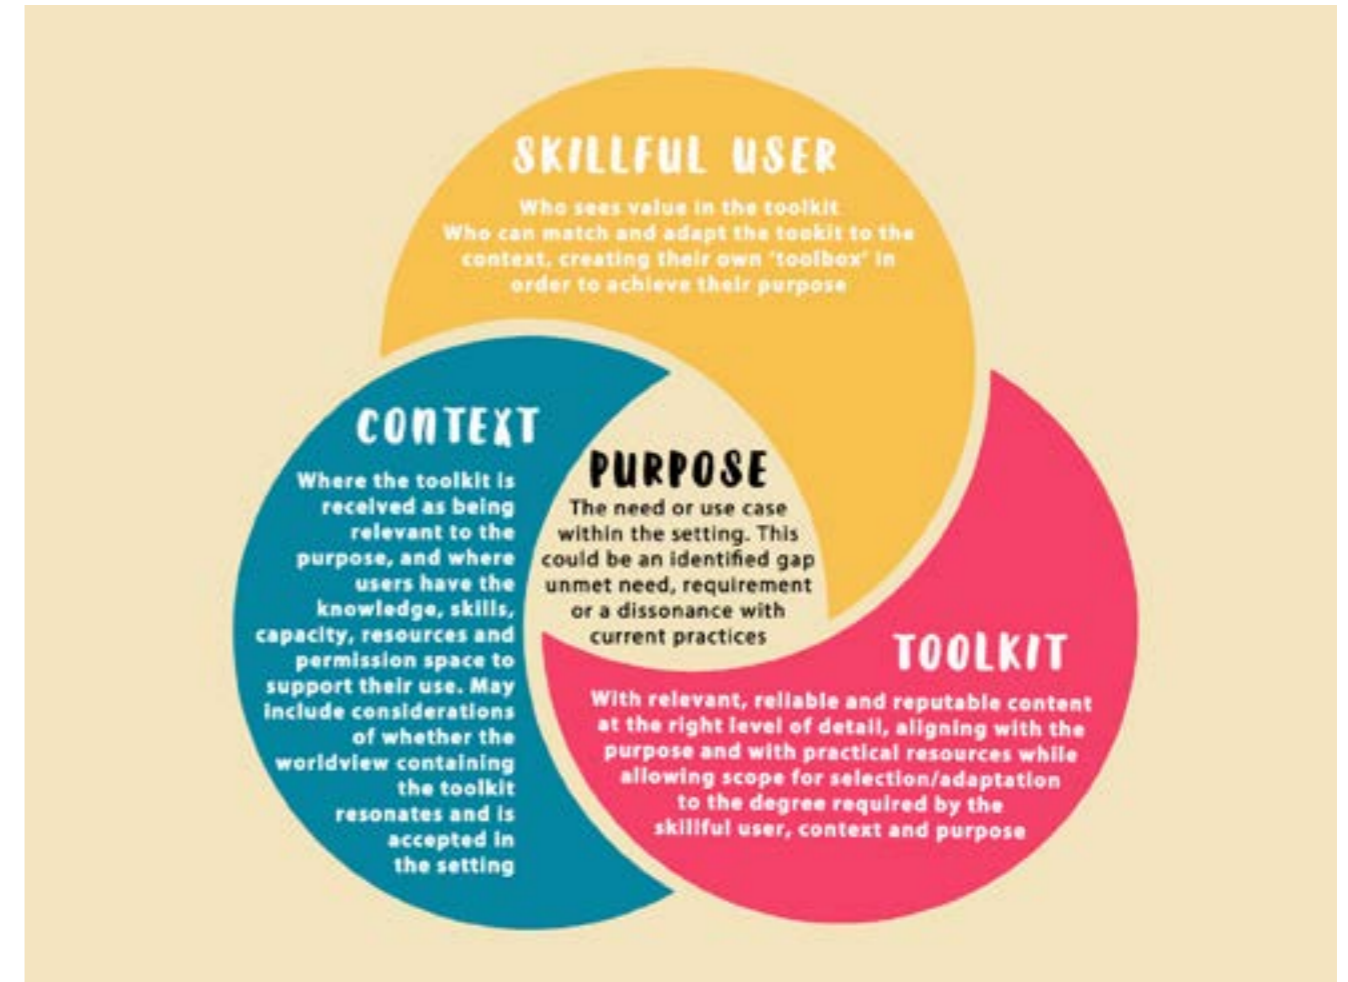 SKILLFUL USER
Who sees value in the toolkit
Who can match and adapt the tookit to the
context, creating their own 'toolbox' in
order to achieve their purpose
CONTEXT
Where the toolkit is
received as being
relevant to the
purpose, and where
users have the
knowledge, skills,
capacity, resources and
permission space to
support their use. May
include considerations
of whether the
worldview containing
the toolkit
resonates and is
accepted in
the setting
PURPOSE
The need or use case
within the setting. This
could be an identified gap
unmet need, requirement
or a dissonance with
current practices
TOOLKIT
With relevant, reliable and reputable content
at the right level of detail, aligning with the
purpose and with practical resources while
allowing scope for selection/adaptation
to the degree required by the
skillful user, context and purpose